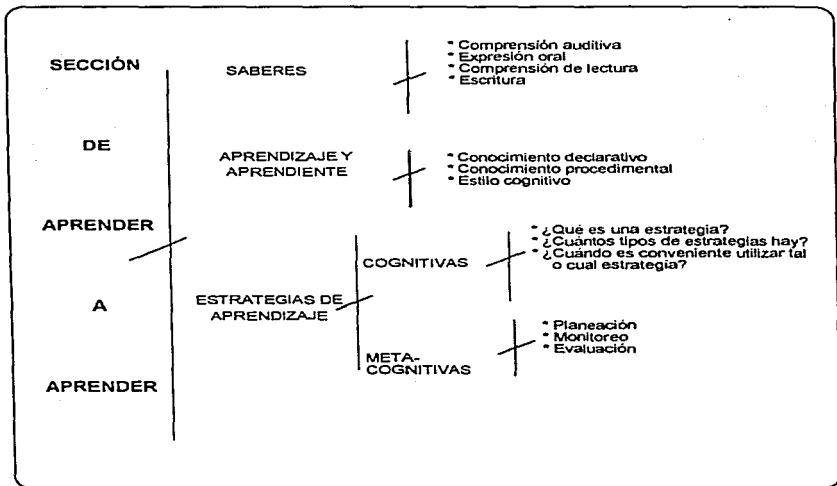 SECCIÓN
DE
APRENDER
A
APRENDER
SABERES
* Comprensión auditiva
* Expresión oral
* Comprensión de lectura
* Escritura
APRENDIZAJE Y
APRENDIENTE
* Conocimiento declarativo
* Conocimiento procedimental
* Estilo cognitivo
ESTRATEGIAS DE
APRENDIZAJE
COGNITIVAS
* ¿Qué es una estrategia?
* ¿Cuántos tipos de estrategias hay?
* ¿Cuándo es conveniente utilizar tal
o cual estrategia?
META-
COGNITIVAS
* Planeación
* Monitoreo
* Evaluación